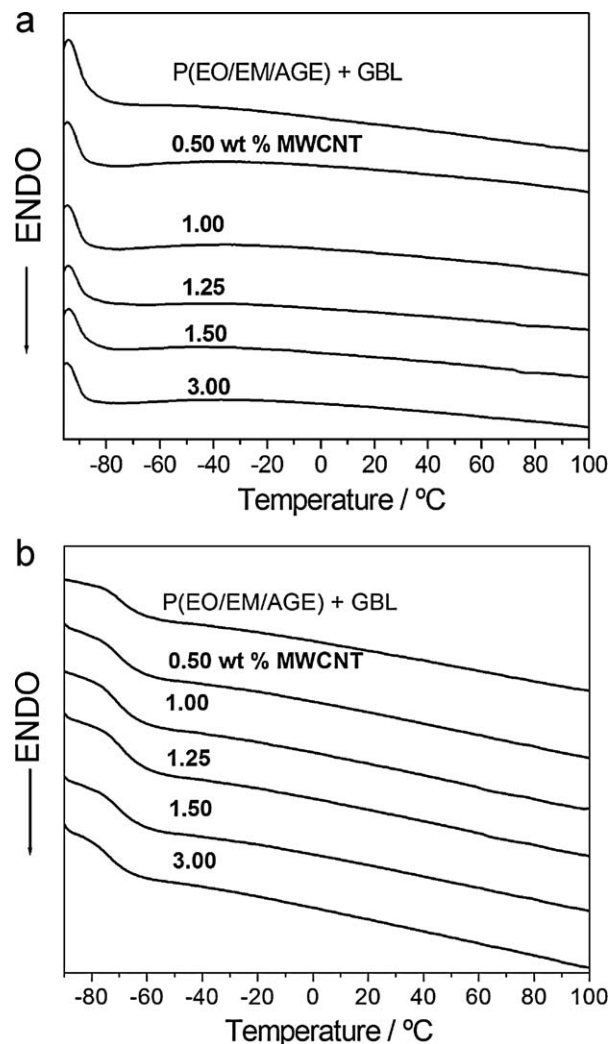 a
P(EO/EM/AGE) + GBL
0.50 wt % MWCNT
1.00
1.25
1.50
3.00
ENDO
-80 -60 -40 -20 0 20 40 60 80 100
Temperature / ºC
b
P(EO/EM/AGE) + GBL
0.50 wt % MWCNT
1.00
1.25
1.50
3.00
ENDO
-80 -60 -40 -20 0 20 40 60 80 100
Temperature / ºC